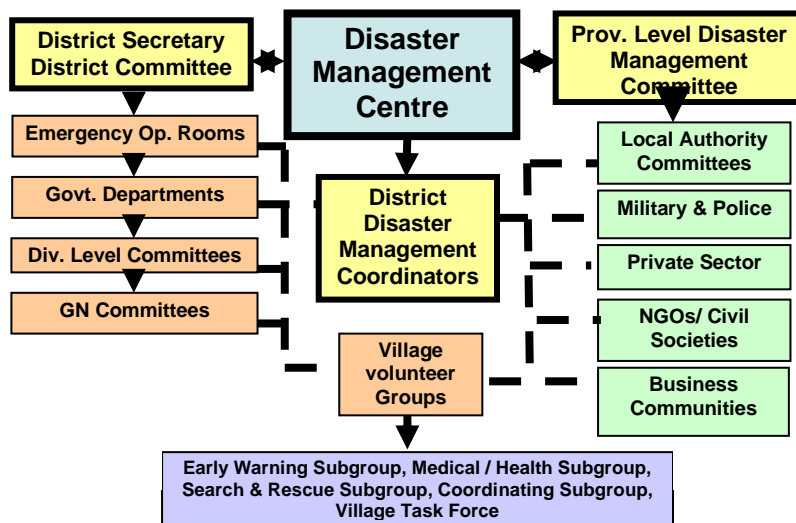 District Secretary
District Committee
Disaster
Management
Centre
Prov. Level Disaster
Management
Committee
Emergency Op. Rooms
Govt. Departments
Div. Level Committees
GN Committees
District
Disaster
Management
Coordinators
Local Authority
Committees
Military & Police
Private Sector
NGOs/ Civil
Societies
Business
Communities
Village
volunteer
Groups
Early Warning Subgroup, Medical / Health Subgroup,
Search & Rescue Subgroup, Coordinating Subgroup,
Village Task Force